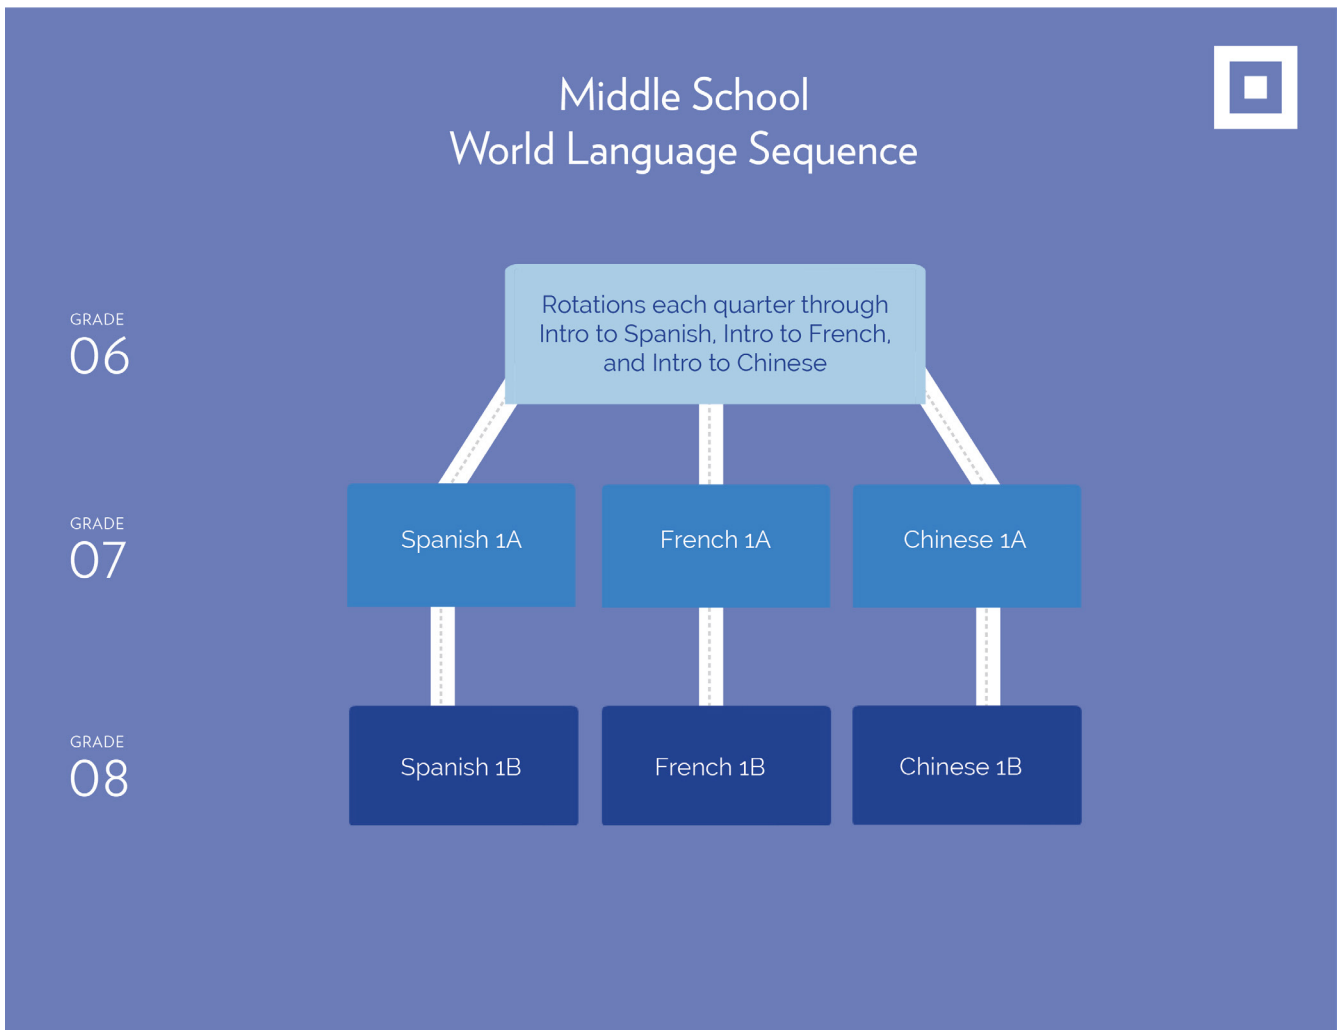 Middle School
World Language Sequence
GRADE
06
Rotations each quarter through
Intro to Spanish, Intro to French,
and Intro to Chinese
GRADE
07
Spanish 1A
French 1A
Chinese 1A
GRADE
08
Spanish 1B
French 1B
Chinese 1B